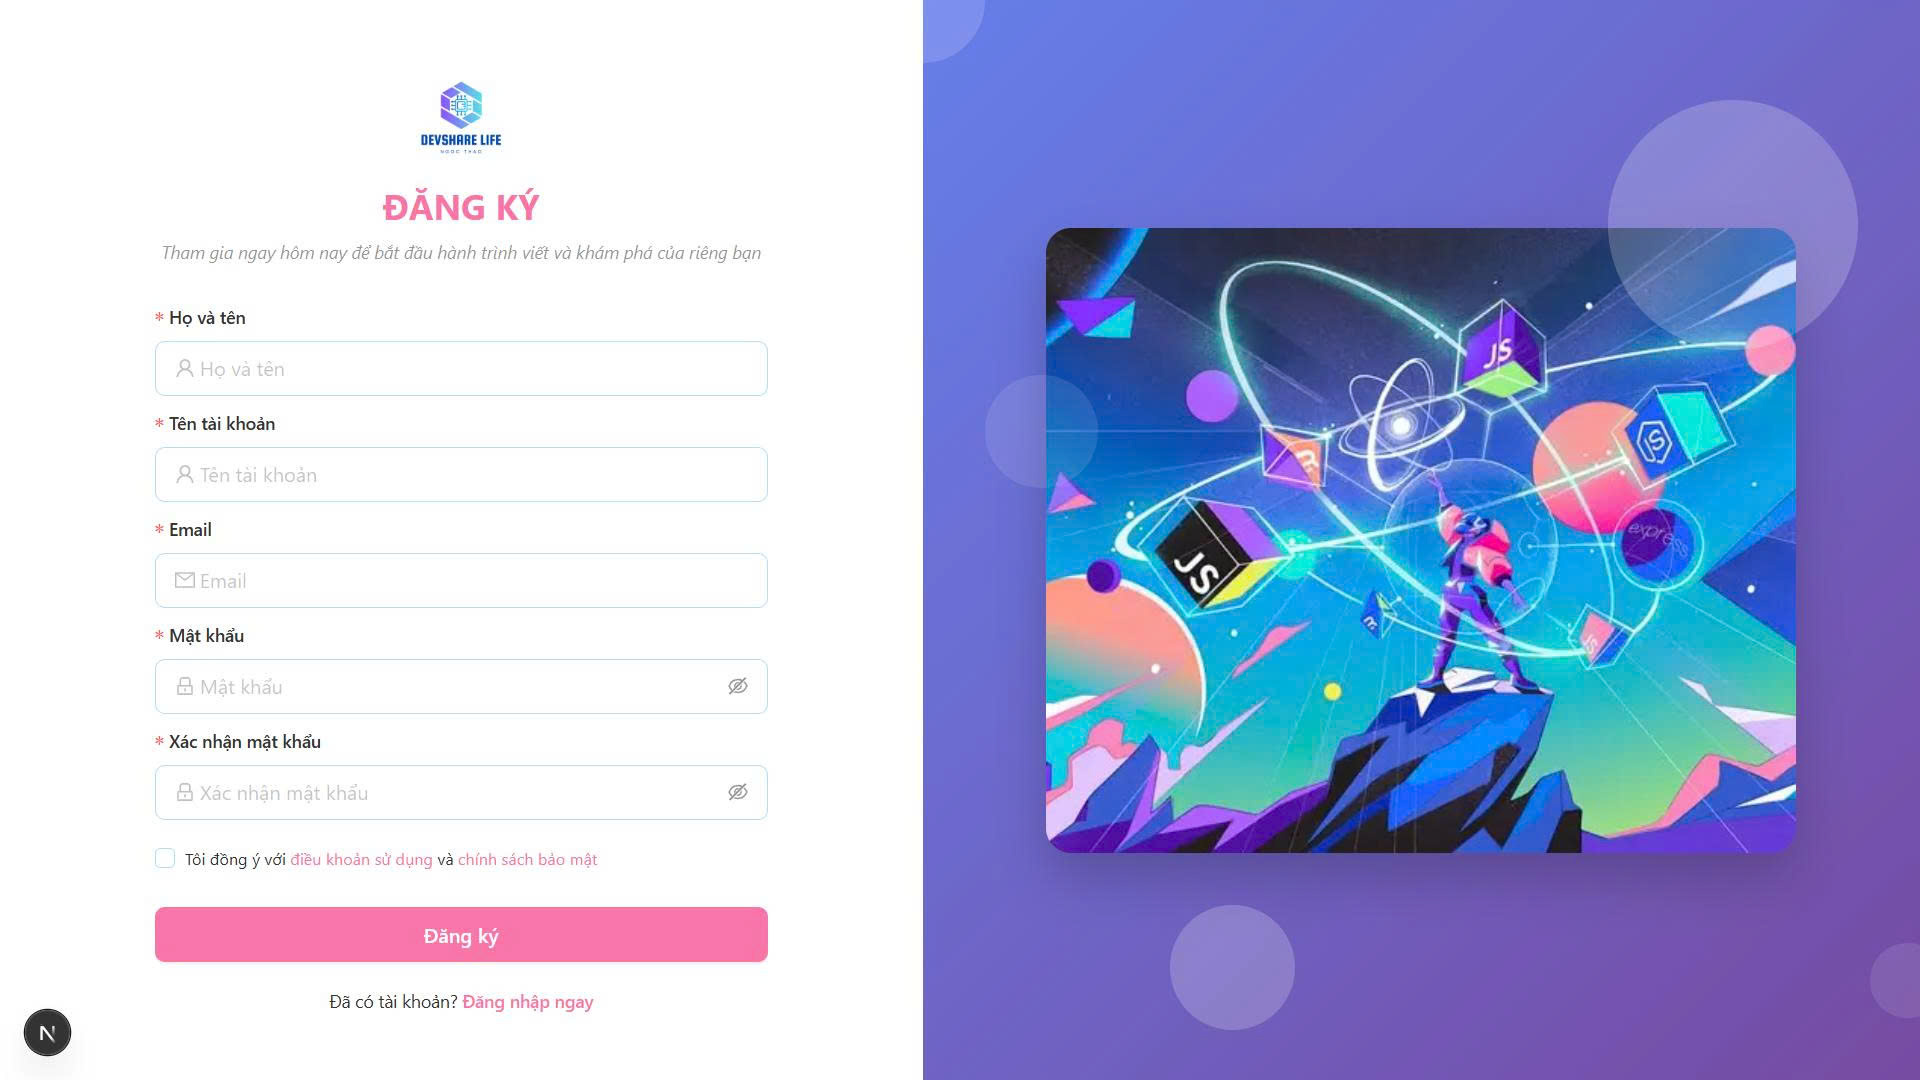 DEVSHARE LIFE
NGOC THAO
ĐĂNG KÝ
Tham gia ngay hôm nay để bắt đầu hành trình viết và khám phá của riêng bạn
* Họ và tên
Họ và tên
* Tên tài khoản
Tên tài khoản
* Email
Email
* Mật khẩu
Mật khẩu
* Xác nhận mật khẩu
Xác nhận mật khẩu
Tôi đồng ý với điều khoản sử dụng và chính sách bảo mật
Đăng ký
Đã có tài khoản? Đăng nhập ngay
N
JS
JS
express
JS
JS